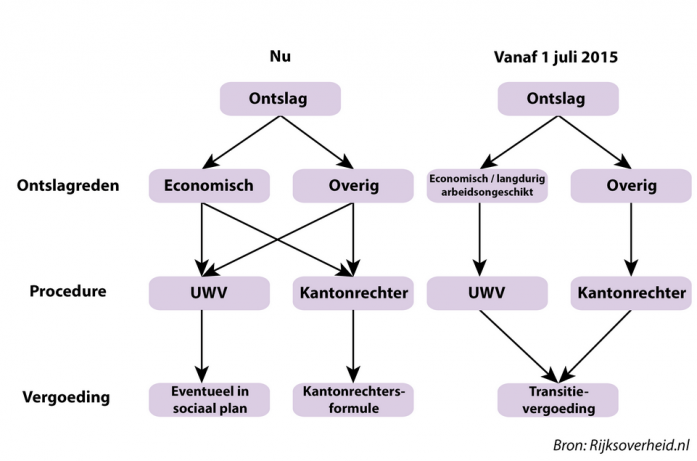 Nu
Vanaf 1 juli 2015
Ontslag
Ontslag
Ontslagreden
Economisch
Overig
Economisch / langdurig
arbeidsongeschikt
Overig
Procedure
UWV
Kantonrechter
UWV
Kantonrechter
Vergoeding
Eventueel in
sociaal plan
Kantonrechters-
formule
Transitie-
vergoeding
Bron: Rijksoverheid.nl